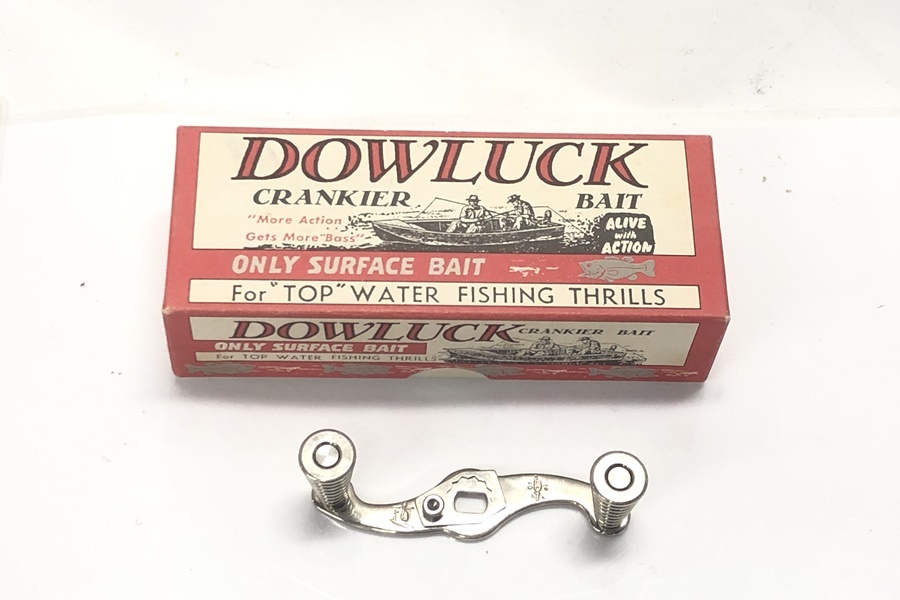 DOWLUCK
CRANKIER BAIT
"More Action
Gets More "Bass"
ALIVE
with
ACTION
ONLY SURFACE BAIT
For "TOP" WATER FISHING THRILLS
DOWLUCK CRANKIER BAIT
ONLY SURFACE BAIT
For TOP WATER FISHING THRILLS